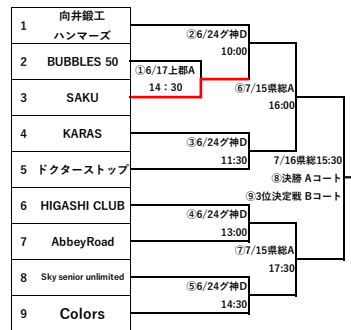 1 向井鍛工
ハンマーズ
②6/24グ神D
10:00
2 BUBBLES 50
①6/17上郡A
14：30
3 SAKU
⑥7/15県総A
16:00
4 KARAS
③6/24グ神D
11:30
5 ドクターストップ
7/16県総15:30
⑧決勝 Aコート
⑨3位決定戦 Bコート
6 HIGASHI CLUB
④6/24グ神D
13:00
7 AbbeyRoad
⑦7/15県総A
17:30
8 Sky senior unlimited
⑤6/24グ神D
14:30
9 Colors